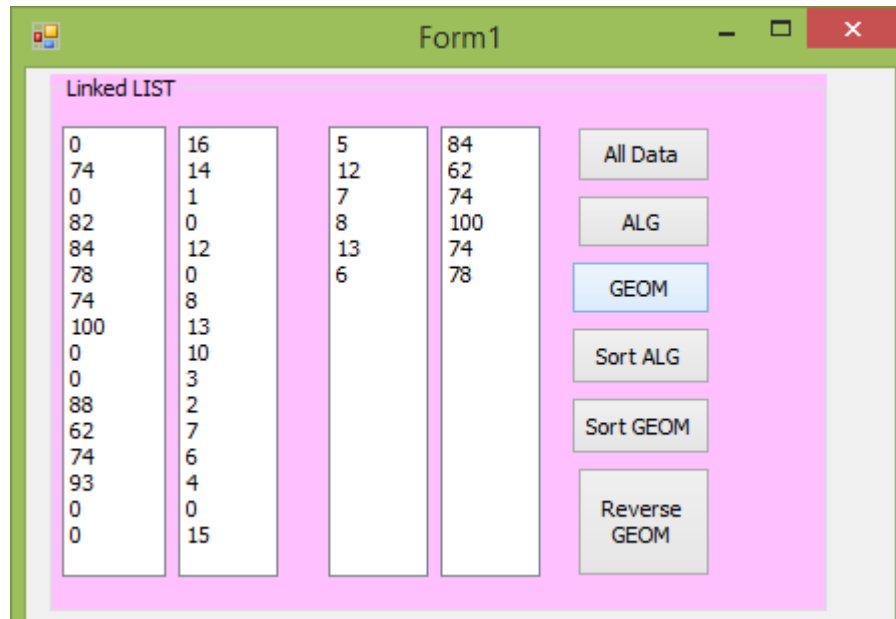 Form1
Linked LIST
0 16 5 84
74 14 12 62
0 1 7 74
82 0 8 100
84 12 13 74
78 0 6 78
74 8
100 13
0 10
0 3
88 2
62 7
74 6
93 4
0 0
0 15
All Data
ALG
GEOM
Sort ALG
Sort GEOM
Reverse
GEOM